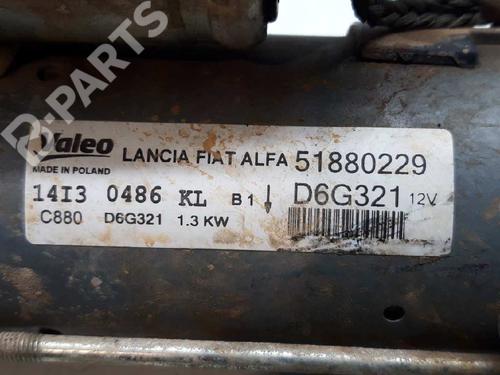 B-PARTS
Valeo
MADE IN POLAND
LANCIA FIAT ALFA 51880229
14I3 0486 KL B1 D6G321 12V
C880 D6G321 1.3 KW